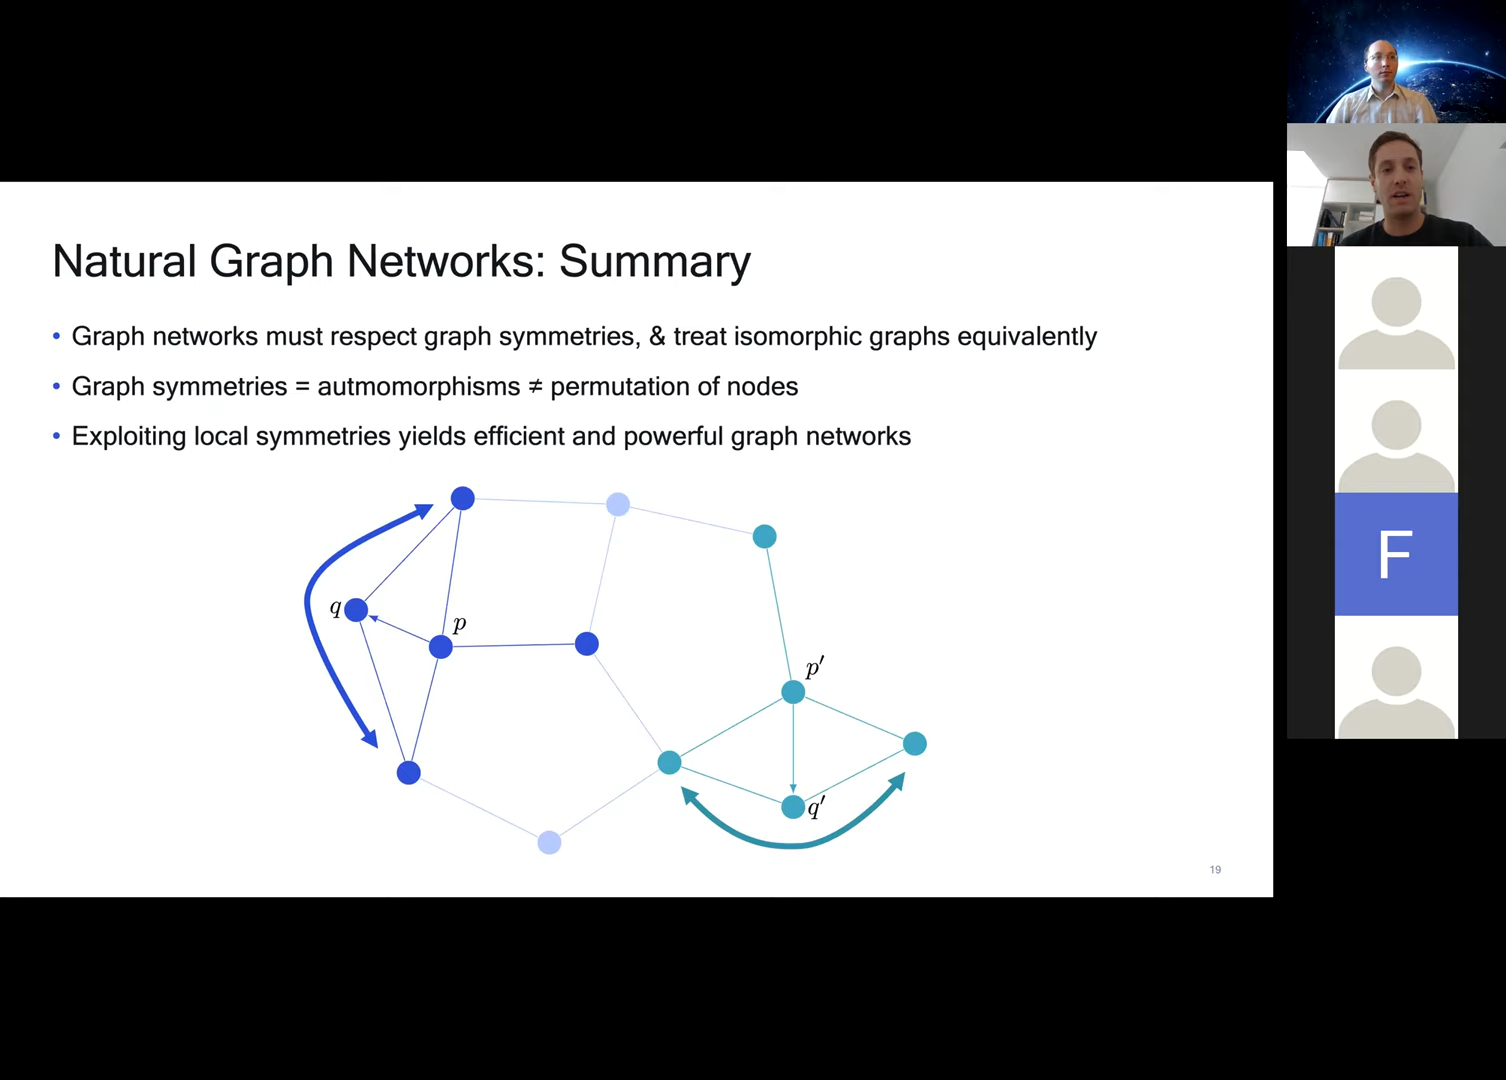 Natural Graph Networks: Summary
• Graph networks must respect graph symmetries, & treat isomorphic graphs equivalently
• Graph symmetries = autmomorphisms ≠ permutation of nodes
• Exploiting local symmetries yields efficient and powerful graph networks
F
q
p
p′
q′
19